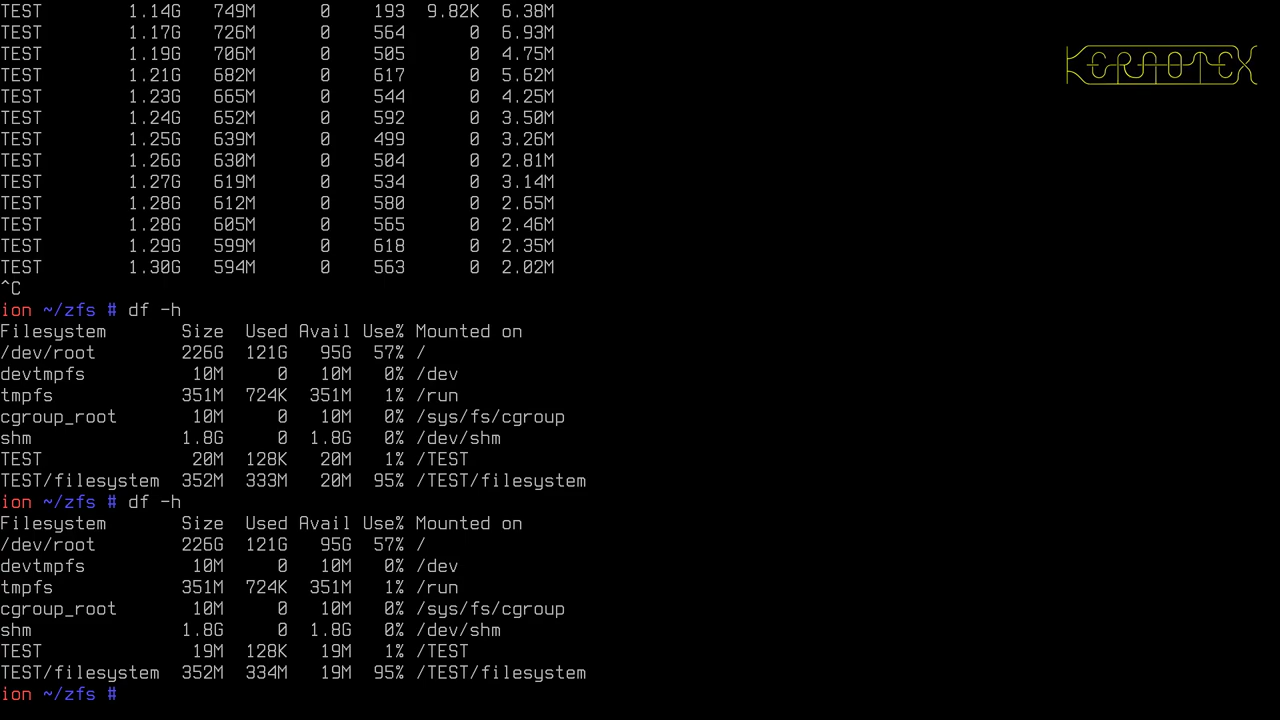 TEST 1.14G 749M 0 193 9.82K 6.38M
TEST 1.17G 726M 0 564 0 6.93M
TEST 1.19G 706M 0 505 0 4.75M
TEST 1.21G 682M 0 617 0 5.62M
TEST 1.23G 665M 0 544 0 4.25M
TEST 1.24G 652M 0 592 0 3.50M
TEST 1.25G 639M 0 499 0 3.26M
TEST 1.26G 630M 0 504 0 2.81M
TEST 1.27G 619M 0 534 0 3.14M
TEST 1.28G 612M 0 580 0 2.65M
TEST 1.28G 605M 0 565 0 2.46M
TEST 1.29G 599M 0 618 0 2.35M
TEST 1.30G 594M 0 563 0 2.02M
^C
ion ~/zfs # df -h
Filesystem Size Used Avail Use% Mounted on
/dev/root 226G 121G 95G 57% /
devtmpfs 10M 0 10M 0% /dev
tmpfs 351M 724K 351M 1% /run
cgroup_root 10M 0 10M 0% /sys/fs/cgroup
shm 1.8G 0 1.8G 0% /dev/shm
TEST 20M 128K 20M 1% /TEST
TEST/filesystem 352M 333M 20M 95% /TEST/filesystem
ion ~/zfs # df -h
Filesystem Size Used Avail Use% Mounted on
/dev/root 226G 121G 95G 57% /
devtmpfs 10M 0 10M 0% /dev
tmpfs 351M 724K 351M 1% /run
cgroup_root 10M 0 10M 0% /sys/fs/cgroup
shm 1.8G 0 1.8G 0% /dev/shm
TEST 19M 128K 19M 1% /TEST
TEST/filesystem 352M 334M 19M 95% /TEST/filesystem
ion ~/zfs #